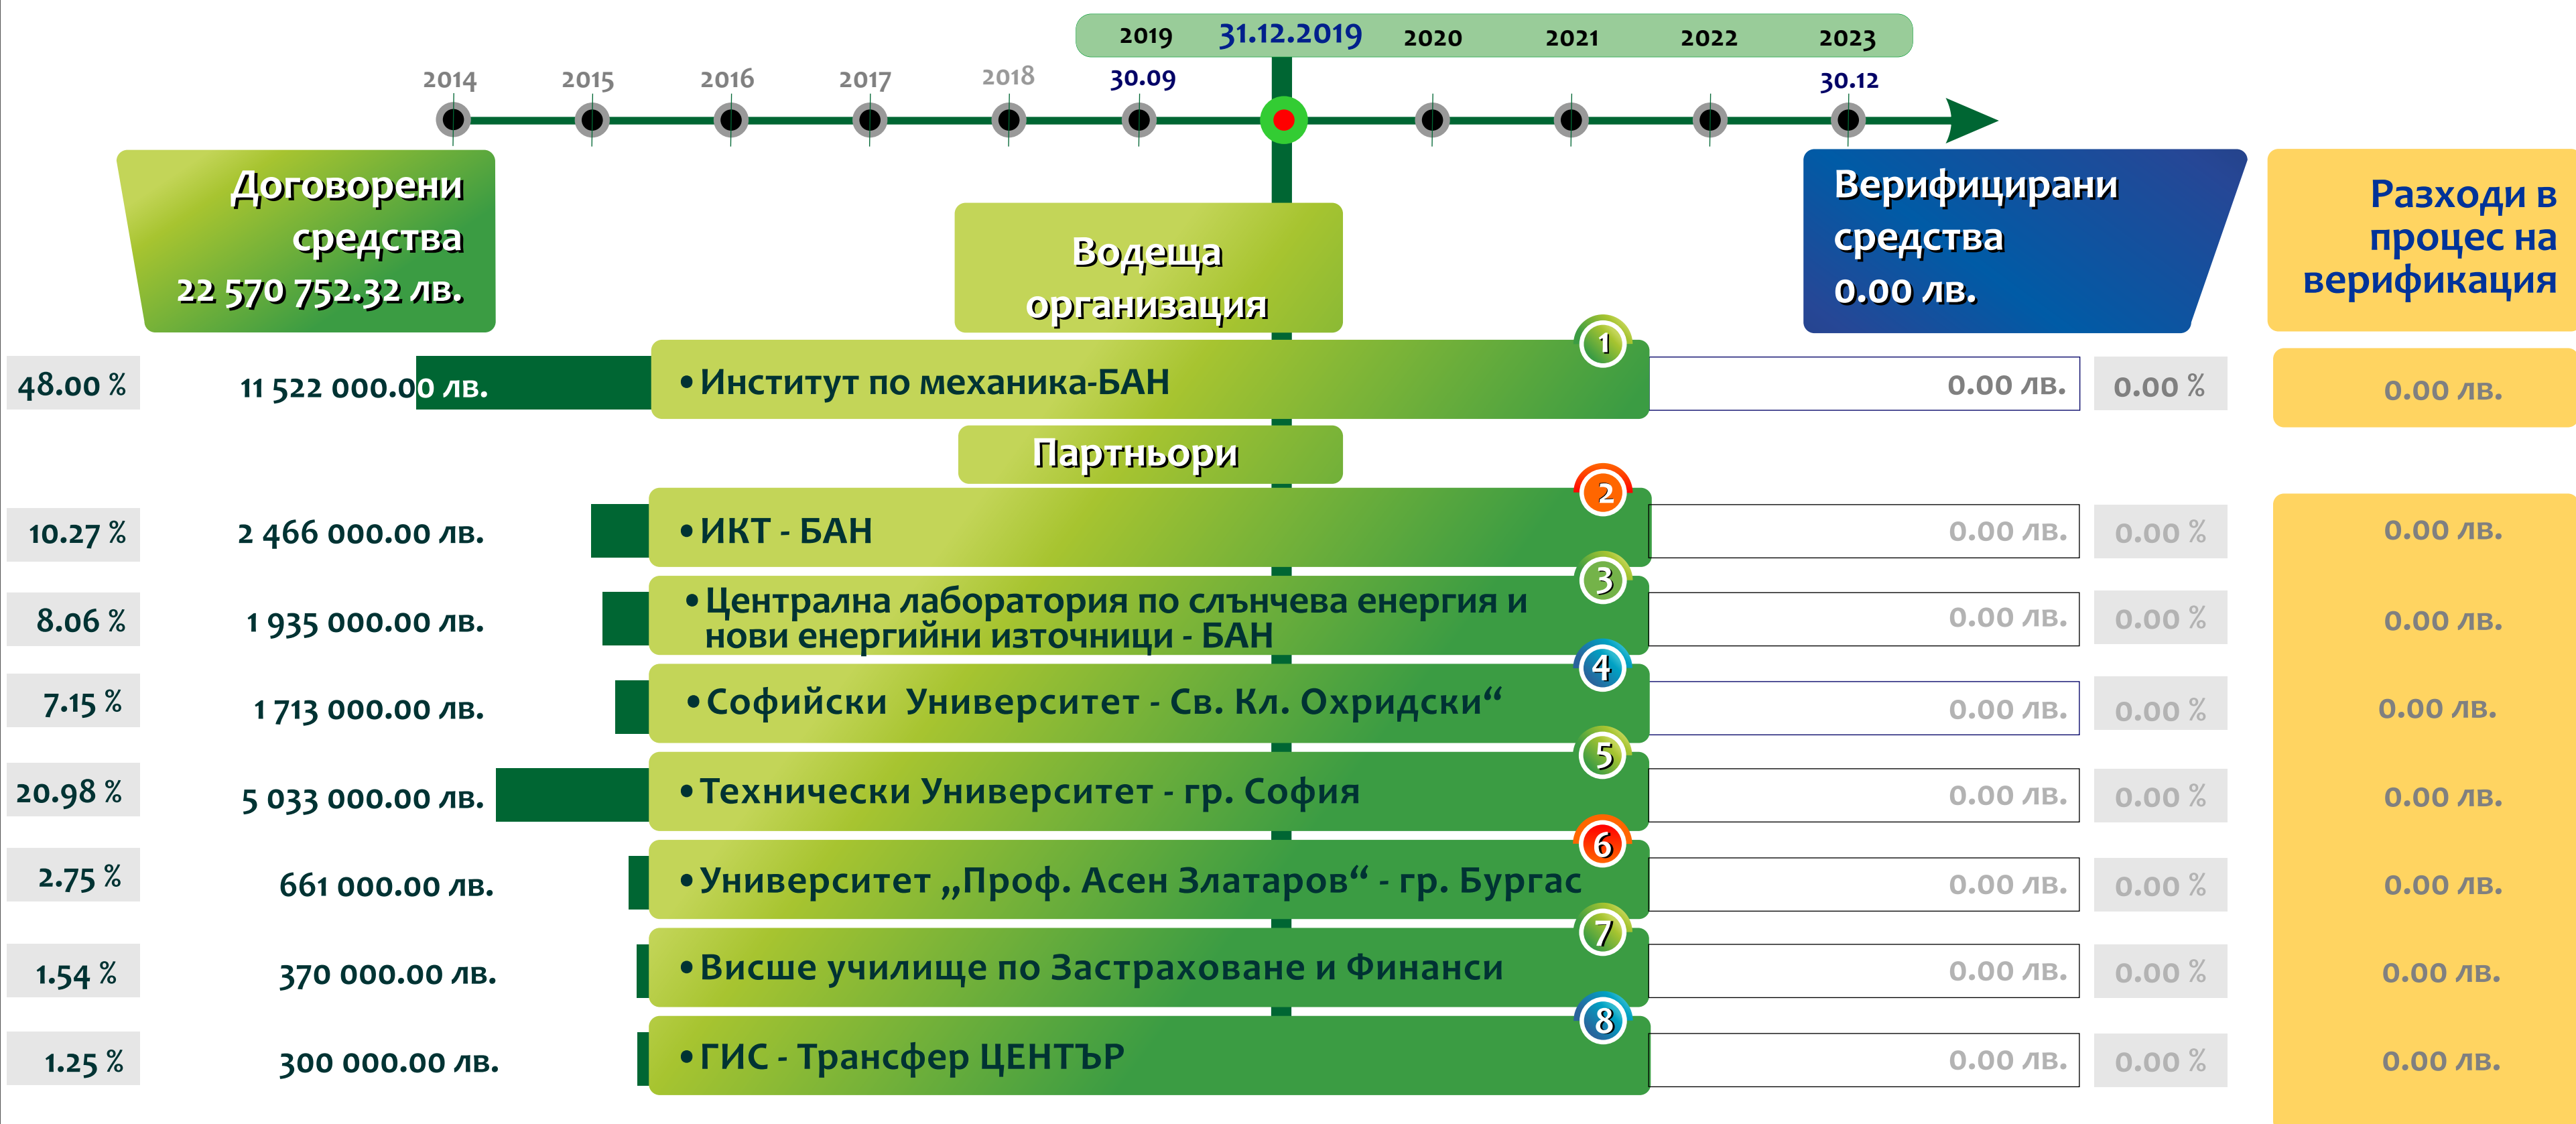 2019 31.12.2019 2020 2021 2022 2023
2014 2015 2016 2017 2018 30.09 30.12
Договорени
средства
22 570 752.32 лв.
Водеща
организация
Верифицирани
средства
0.00 лв.
Разходи в
процес на
верификация
48.00 % 11 522 000.00 лв. •Институт по механика-БАН 1 0.00 лв. 0.00 % 0.00 лв.
Партньори
10.27 % 2 466 000.00 лв. •ИКТ - БАН 2 0.00 лв. 0.00 % 0.00 лв.
8.06 % 1 935 000.00 лв. •Централна лаборатория по слънчева енергия и 3 0.00 лв. 0.00 % 0.00 лв.
нови енергийни източници - БАН
7.15 % 1 713 000.00 лв. •Софийски Университет - Св. Кл. Охридски“ 4 0.00 лв. 0.00 % 0.00 лв.
20.98 % 5 033 000.00 лв. •Технически Университет - гр. София 5 0.00 лв. 0.00 % 0.00 лв.
2.75 % 661 000.00 лв. •Университет „Проф. Асен Златаров“ - гр. Бургас 6 0.00 лв. 0.00 % 0.00 лв.
1.54 % 370 000.00 лв. •Висше училище по Застраховане и Финанси 7 0.00 лв. 0.00 % 0.00 лв.
1.25 % 300 000.00 лв. •ГИС - Трансфер ЦЕНТЪР 8 0.00 лв. 0.00 % 0.00 лв.